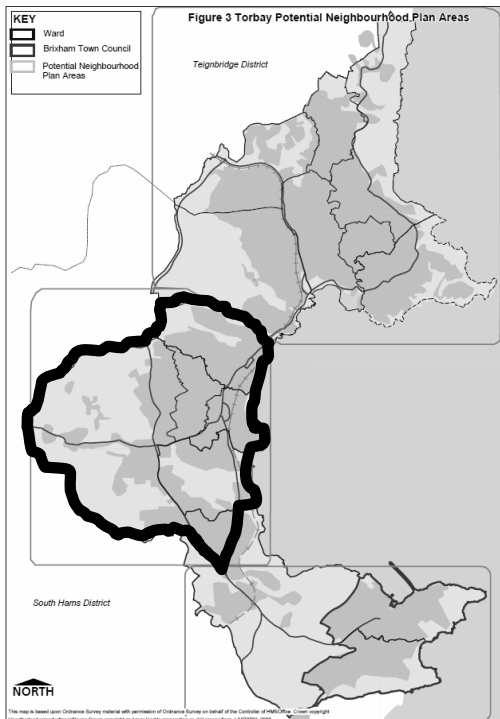 Figure 3 Torbay Potential Neighbourhood Plan Areas
KEY
Ward
Brixham Town Council
Potential Neighbourhood
Plan Areas
Teignbridge District
South Hams District
NORTH
This map is based upon Ordnance Survey material with permission of Ordnance Survey on behalf of the Controller of HMSOffice. Crown copyright